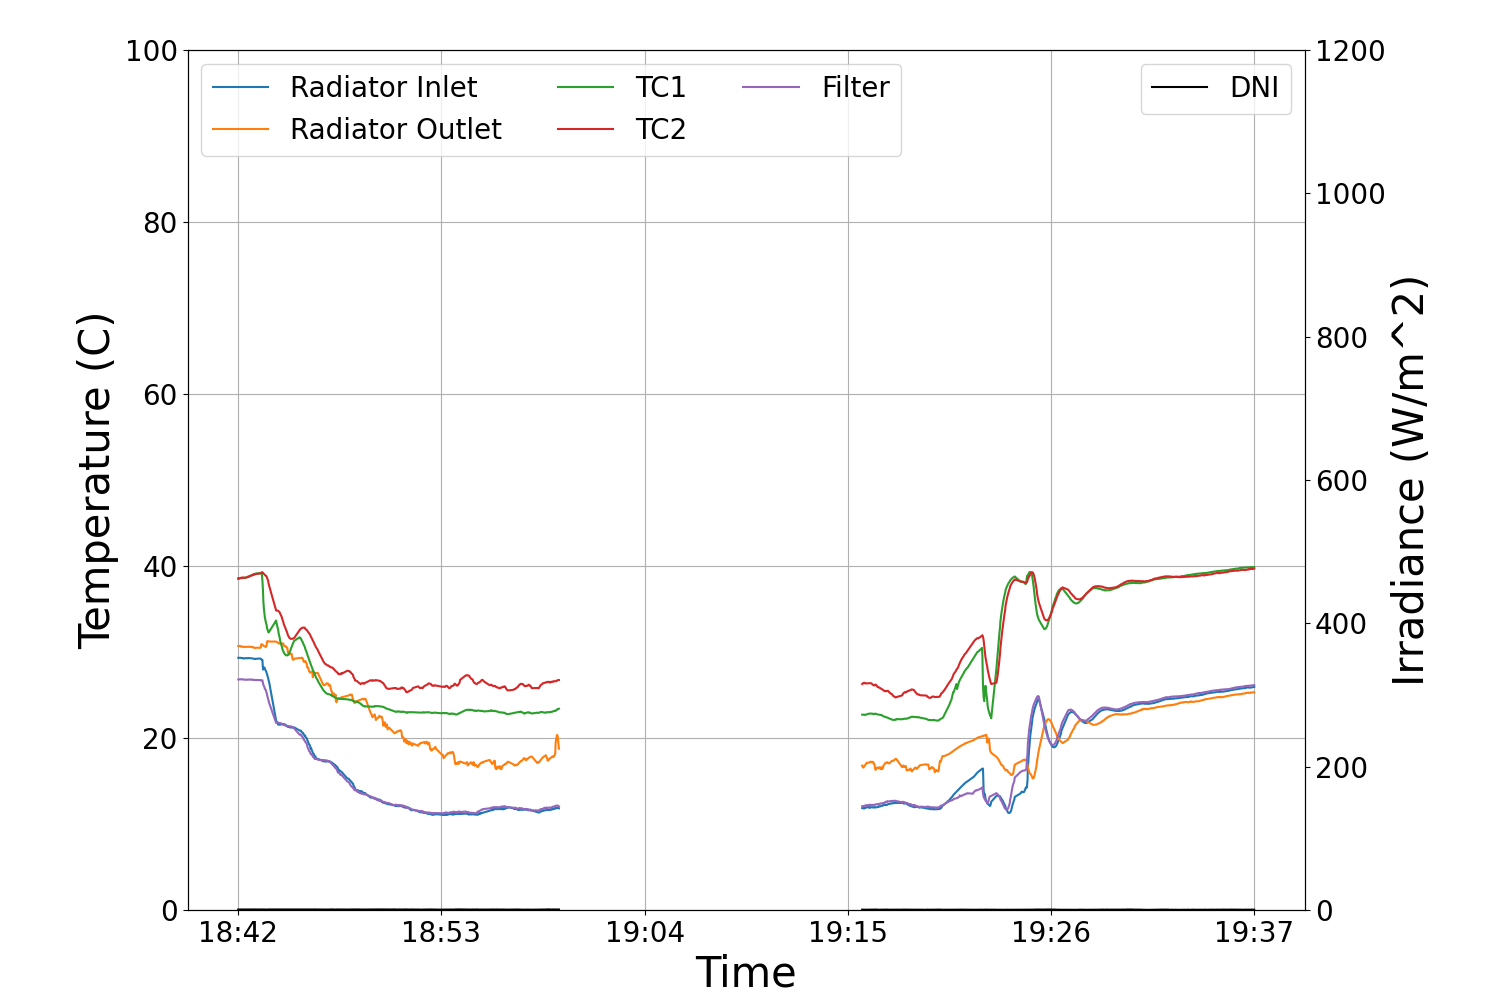 100
80
60
40
20
0
Temperature (C)
Radiator Inlet
Radiator Outlet
TC1
TC2
Filter
DNI
1200
1000
800
600
400
200
0
Irradiance (W/m^2)
18:42 18:53 19:04 19:15 19:26 19:37
Time